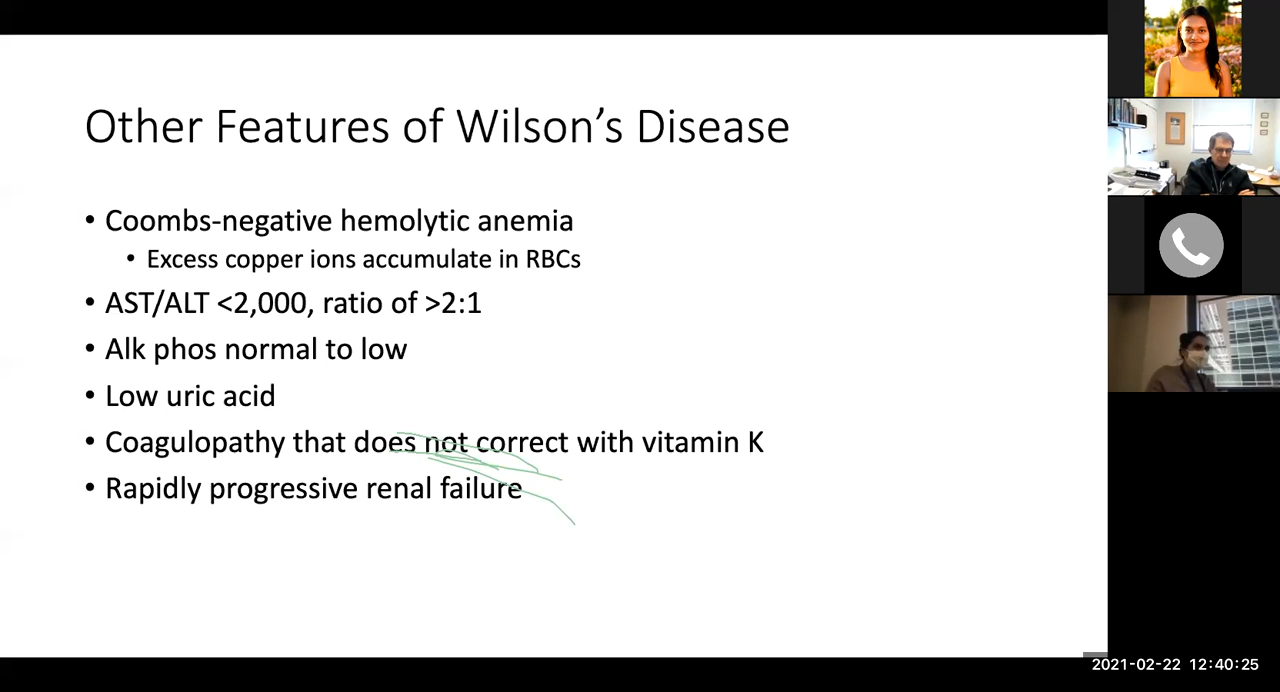 Other Features of Wilson’s Disease
• Coombs-negative hemolytic anemia
• Excess copper ions accumulate in RBCs
• AST/ALT <2,000, ratio of >2:1
• Alk phos normal to low
• Low uric acid
• Coagulopathy that does not correct with vitamin K
• Rapidly progressive renal failure
2021-02-22 12:40:25